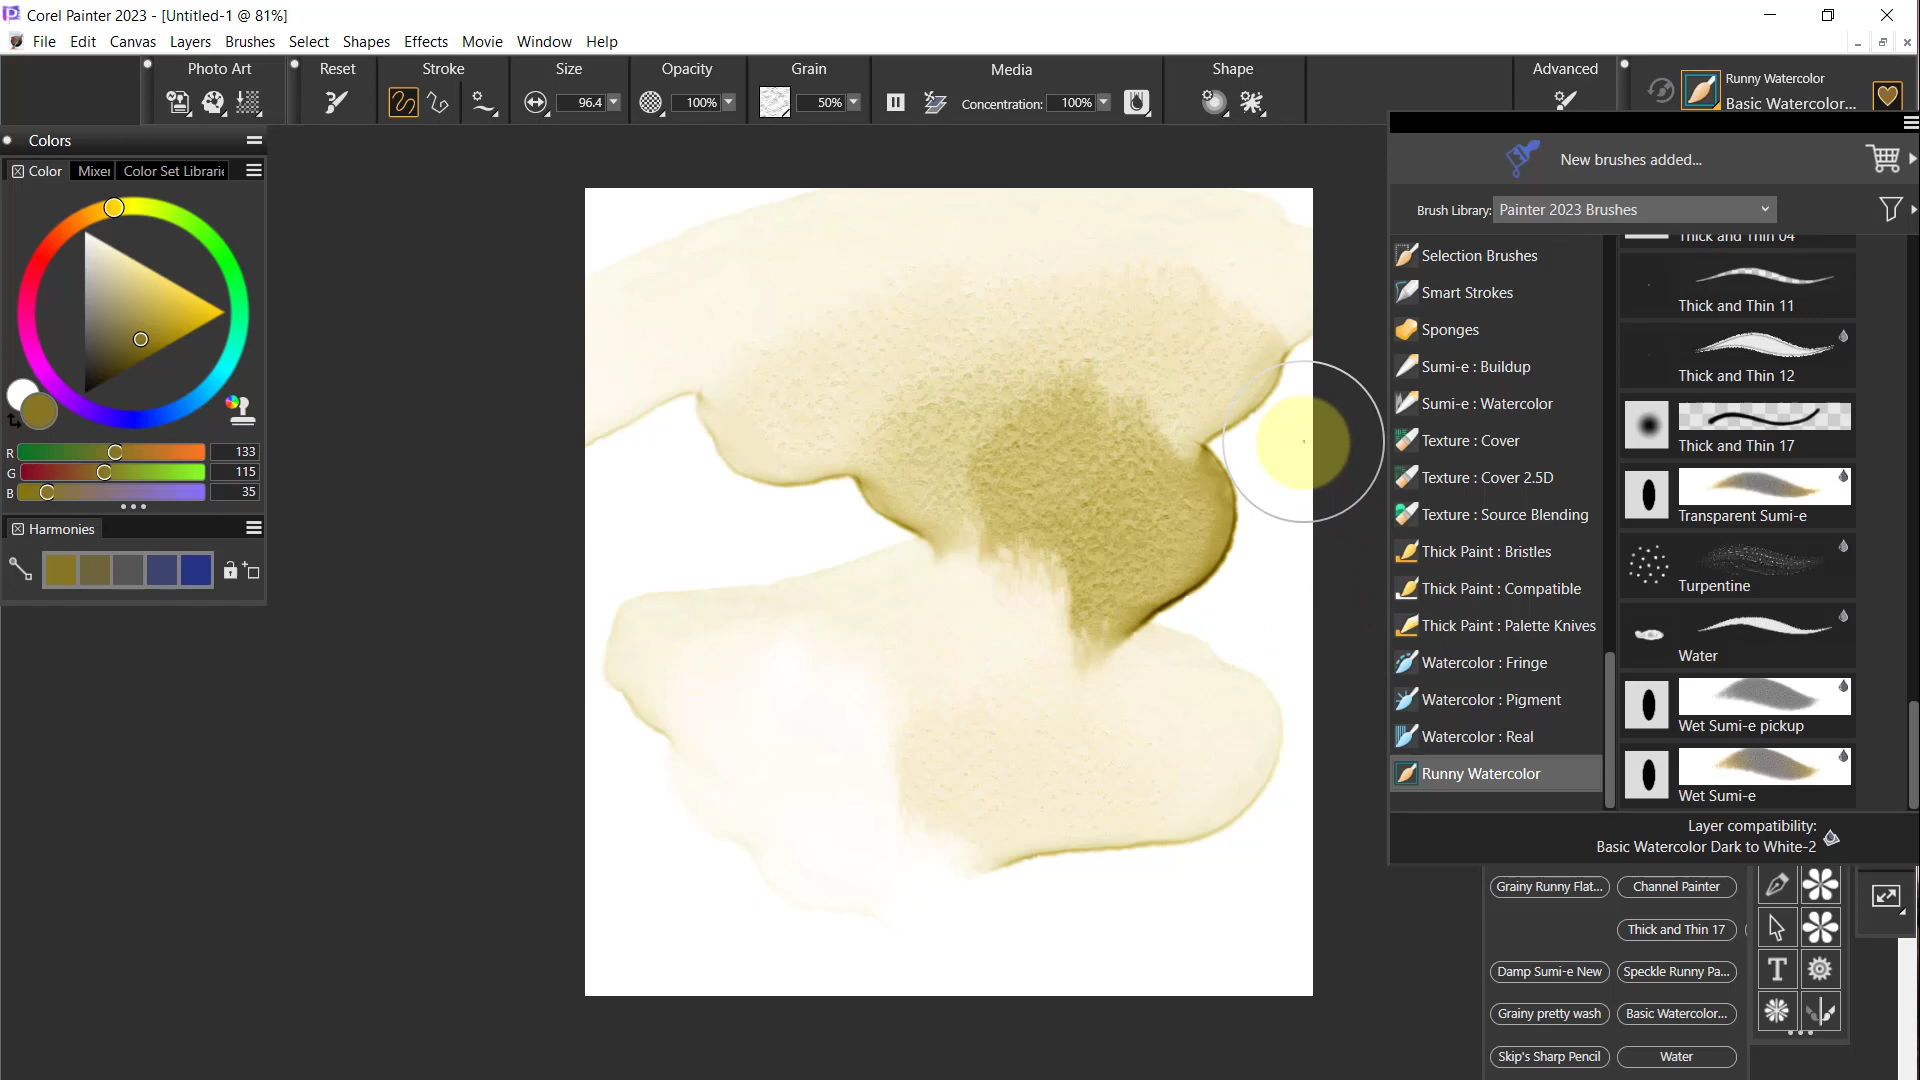 Corel Painter 2023 - [Untitled-1 @ 81%]
File Edit Canvas Layers Brushes Select Shapes Effects Movie Window Help
Photo Art Reset Stroke Size Opacity Grain Media Shape Advanced
96.4 100% 50% Concentration: 100%
Runny Watercolor
Basic Watercolor...
Colors
Color Mixer Color Set Librarie
R 133
G 115
B 35
Harmonies
New brushes added...
Brush Library: Painter 2023 Brushes
Selection Brushes
Smart Strokes
Sponges
Sumi-e : Buildup
Sumi-e : Watercolor
Texture : Cover
Texture : Cover 2.5D
Texture : Source Blending
Thick Paint : Bristles
Thick Paint : Compatible
Thick Paint : Palette Knives
Watercolor : Fringe
Watercolor : Pigment
Watercolor : Real
Runny Watercolor
Thick and Thin 04
Thick and Thin 11
Thick and Thin 12
Thick and Thin 17
Transparent Sumi-e
Turpentine
Water
Wet Sumi-e pickup
Wet Sumi-e
Layer compatibility:
Basic Watercolor Dark to White-2
Grainy Runny Flat... Channel Painter
Thick and Thin 17
Damp Sumi-e New Speckle Runny Pa...
Grainy pretty wash Basic Watercolor...
Skip's Sharp Pencil Water
T